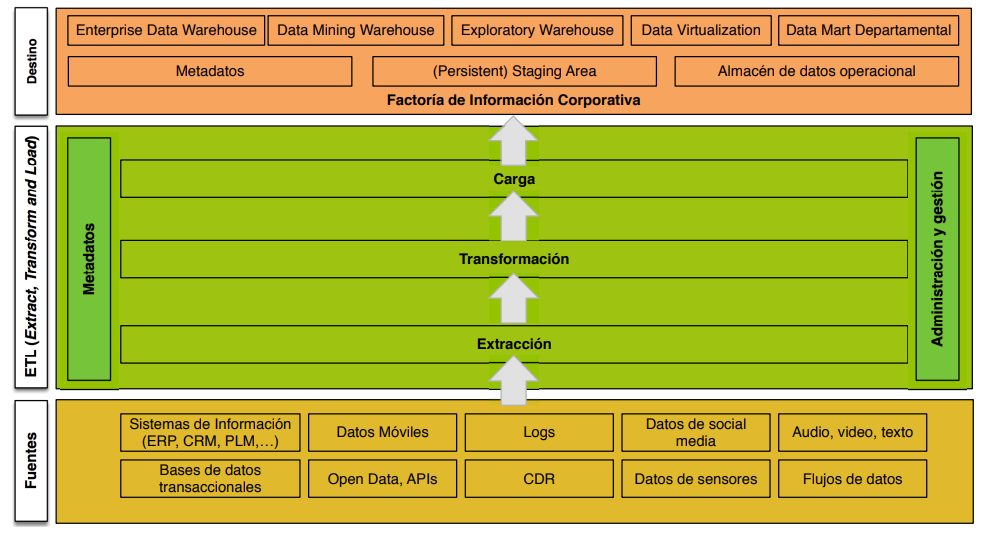 Destino
Enterprise Data Warehouse
Data Mining Warehouse
Exploratory Warehouse
Data Virtualization
Data Mart Departamental
Metadatos
(Persistent) Staging Area
Almacén de datos operacional
Factoría de Información Corporativa
ETL (Extract, Transform and Load)
Metadatos
Carga
Transformación
Extracción
Administración y gestión
Fuentes
Sistemas de Información
(ERP, CRM, PLM,…)
Datos Móviles
Logs
Datos de social
media
Audio, video, texto
Bases de datos
transaccionales
Open Data, APIs
CDR
Datos de sensores
Flujos de datos